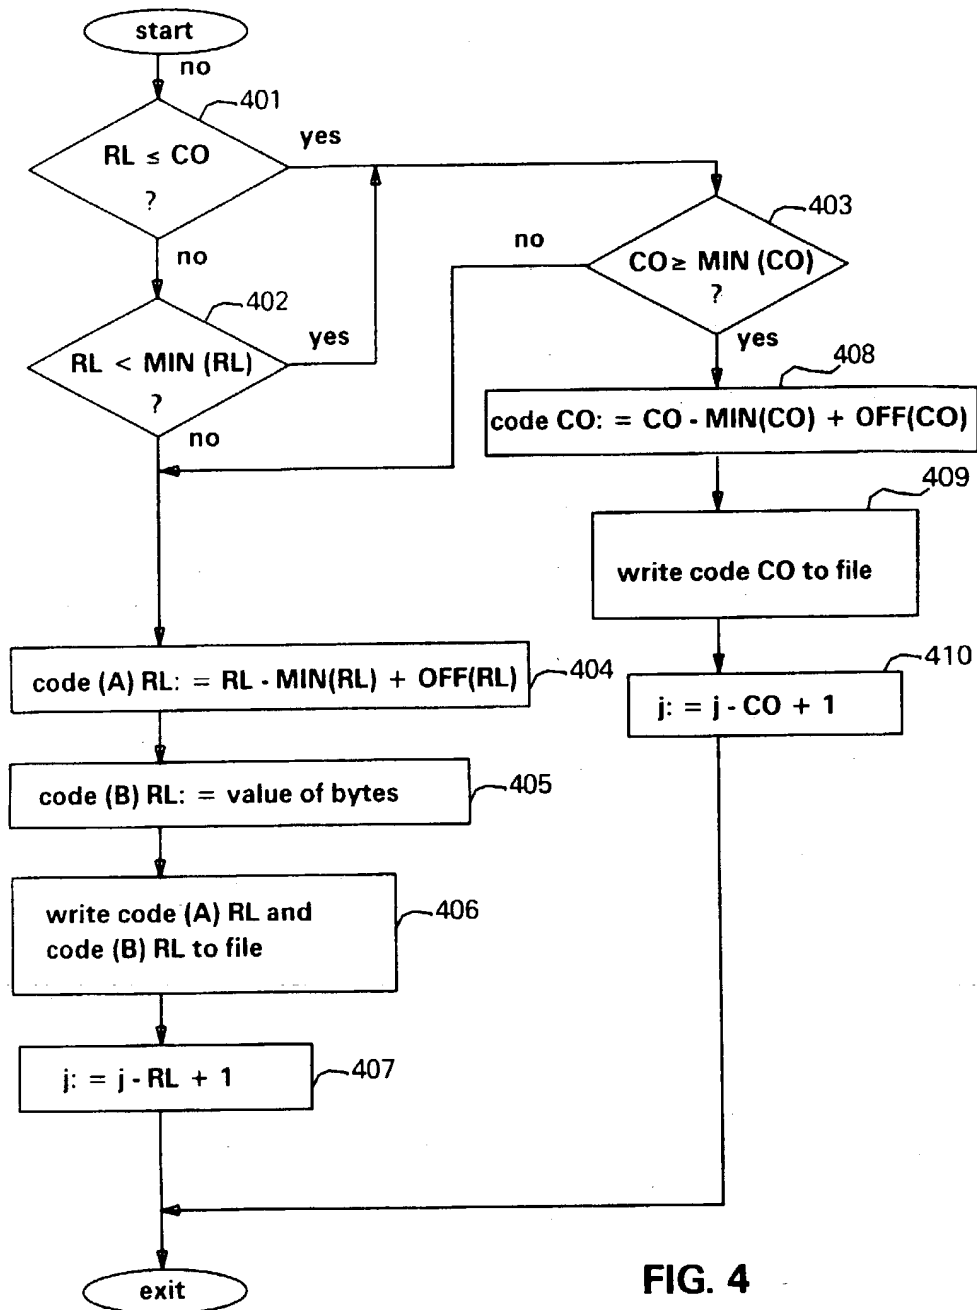 start
no
401
RL ≤ CO
?
yes
no
402
RL < MIN (RL)
?
yes
no
403
CO ≥ MIN (CO)
?
no
yes
408
code CO: = CO - MIN(CO) + OFF(CO)
409
write code CO to file
410
j: = j - CO + 1
code (A) RL: = RL - MIN(RL) + OFF(RL)
404
code (B) RL: = value of bytes
405
write code (A) RL and
code (B) RL to file
406
j: = j - RL + 1
407
exit
FIG. 4